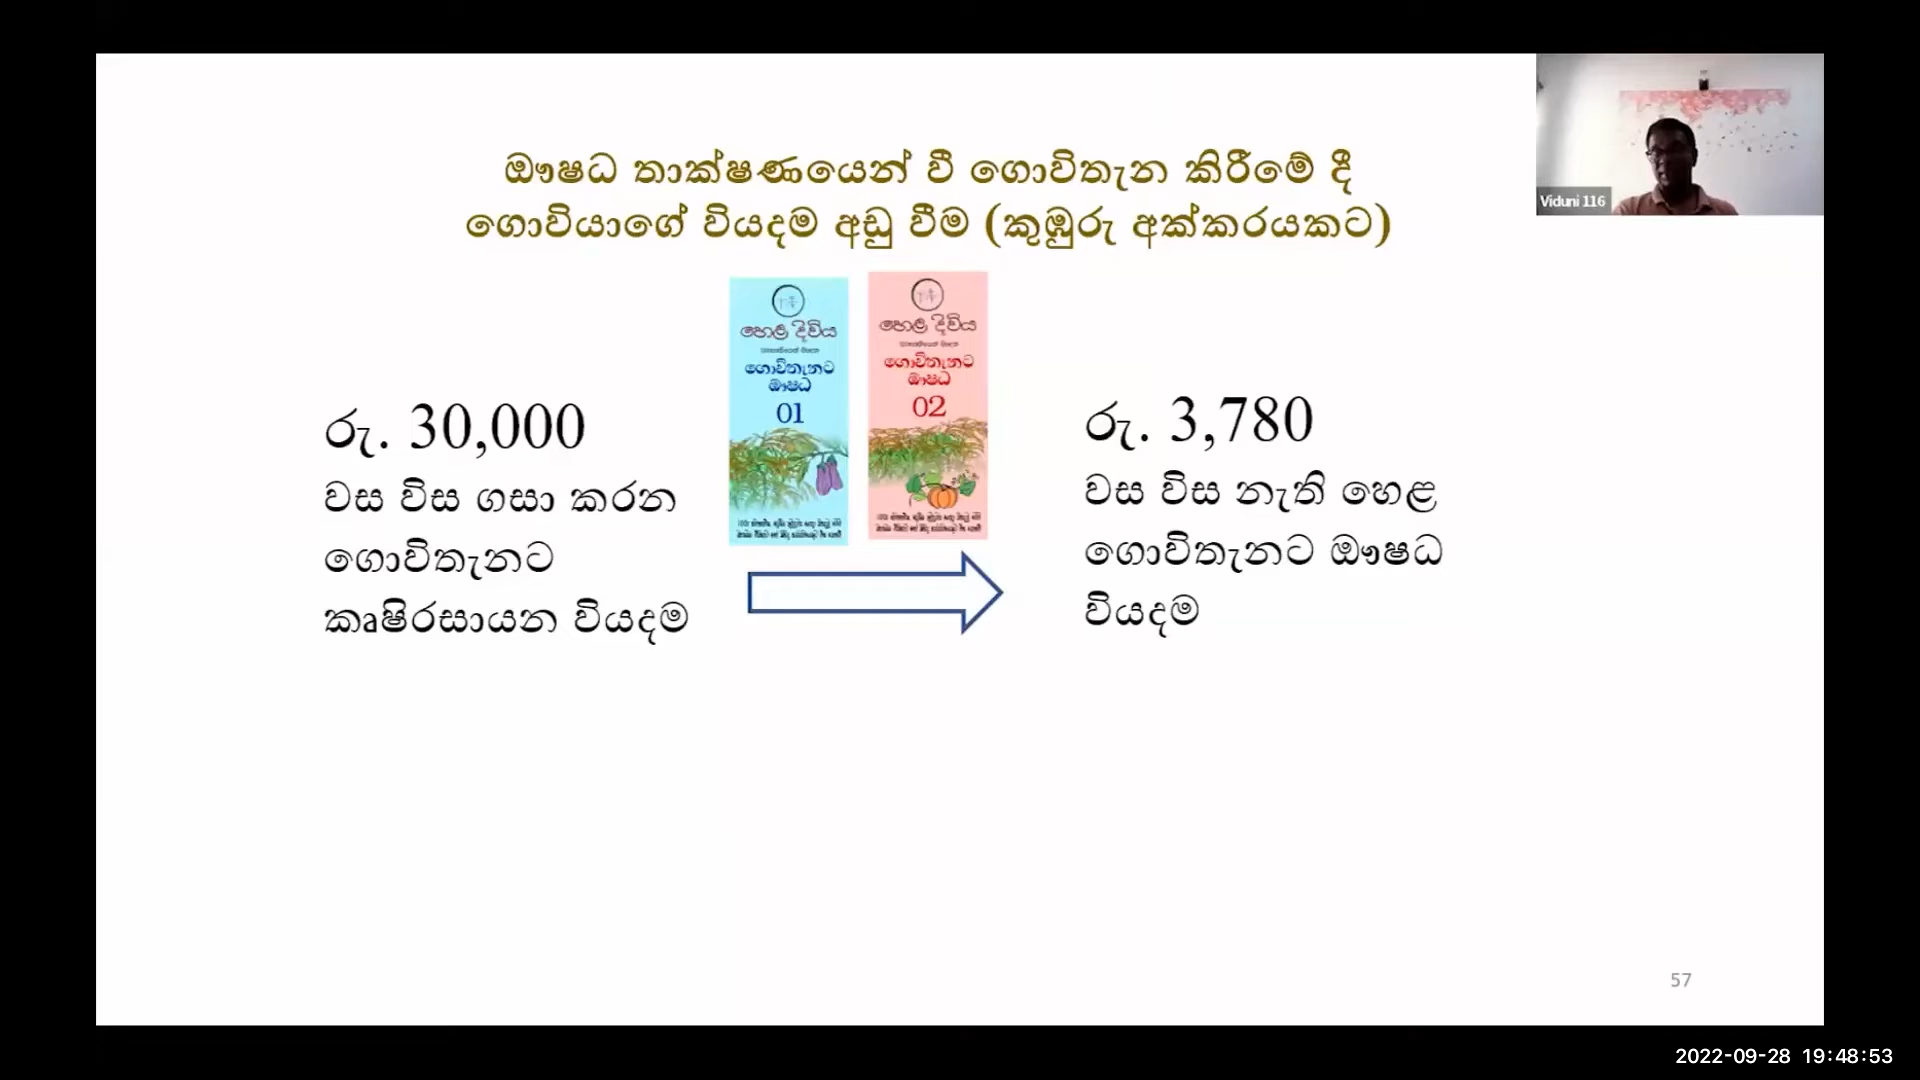 ඖෂධ තාක්ෂණයෙන් වී ගොවිතැන කිරීමේ දී
ගොවියාගේ වියදම අඩු වීම (කුඹුරු අක්කරයකට)
Viduni 116
හෙළ දිවිය
ගොවිතැනට
ඖෂධ
01
හෙළ දිවිය
ගොවිතැනට
ඖෂධ
02
රු. 30,000
වස විස ගසා කරන
ගොවිතැනට
කෘෂිරසායන වියදම
රු. 3,780
වස විස නැති හෙළ
ගොවිතැනට ඖෂධ
වියදම
57
2022-09-28 19:48:53